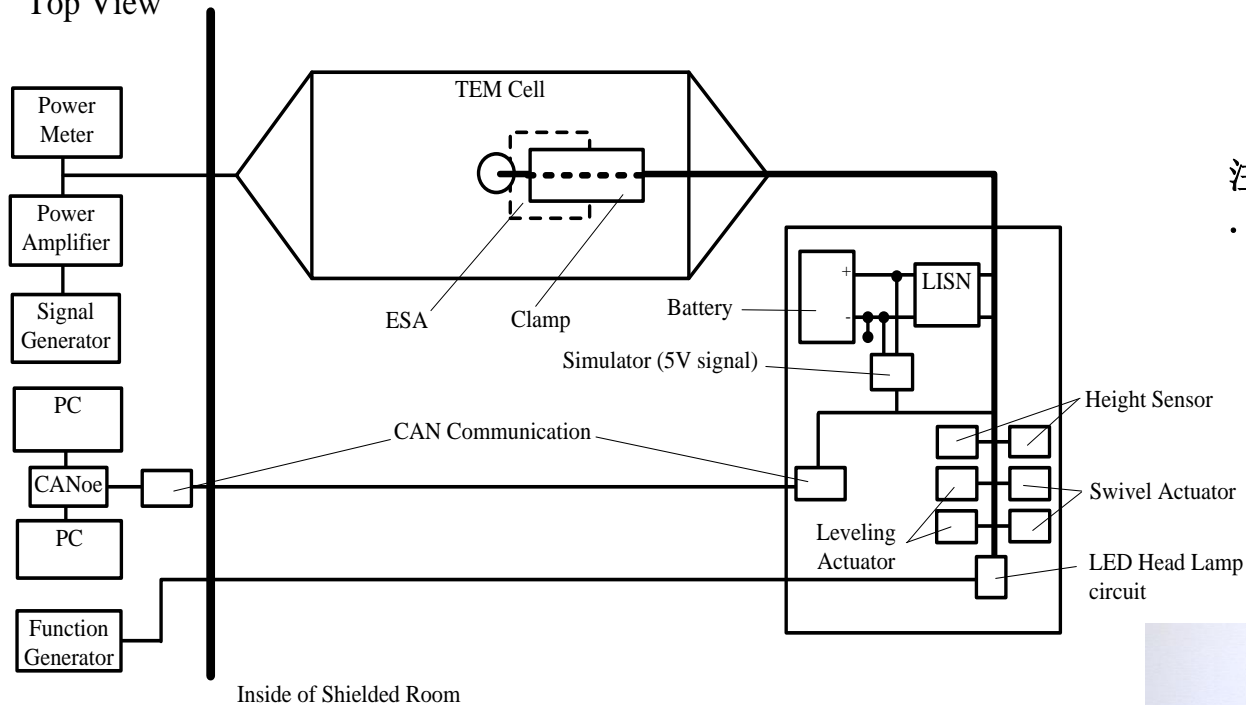 Top View
Power
Meter
TEM Cell
Power
Amplifier
Signal
Generator
ESA
Clamp
Battery
+
-
LISN
Simulator (5V signal)
PC
CANoe
PC
CAN Communication
Height Sensor
Swivel Actuator
Leveling
Actuator
LED Head Lamp
circuit
Function
Generator
Inside of Shielded Room